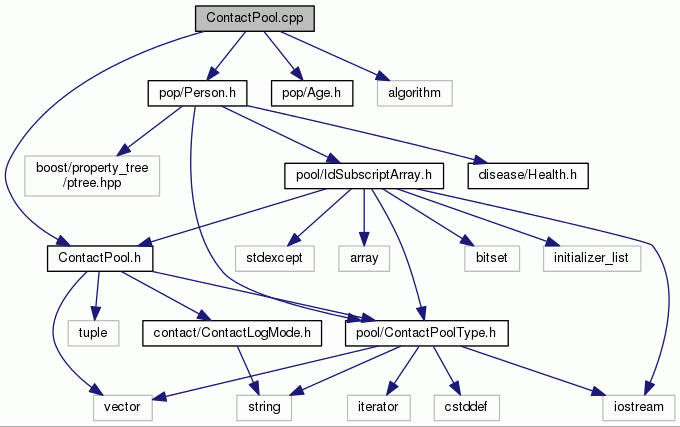 ContactPool.cpp
pop/Person.h
pop/Age.h
algorithm
boost/property_tree
/ptree.hpp
pool/IdSubscriptArray.h
disease/Health.h
ContactPool.h
stdexcept
array
bitset
initializer_list
tuple
contact/ContactLogMode.h
pool/ContactPoolType.h
vector
string
iterator
cstddef
iostream